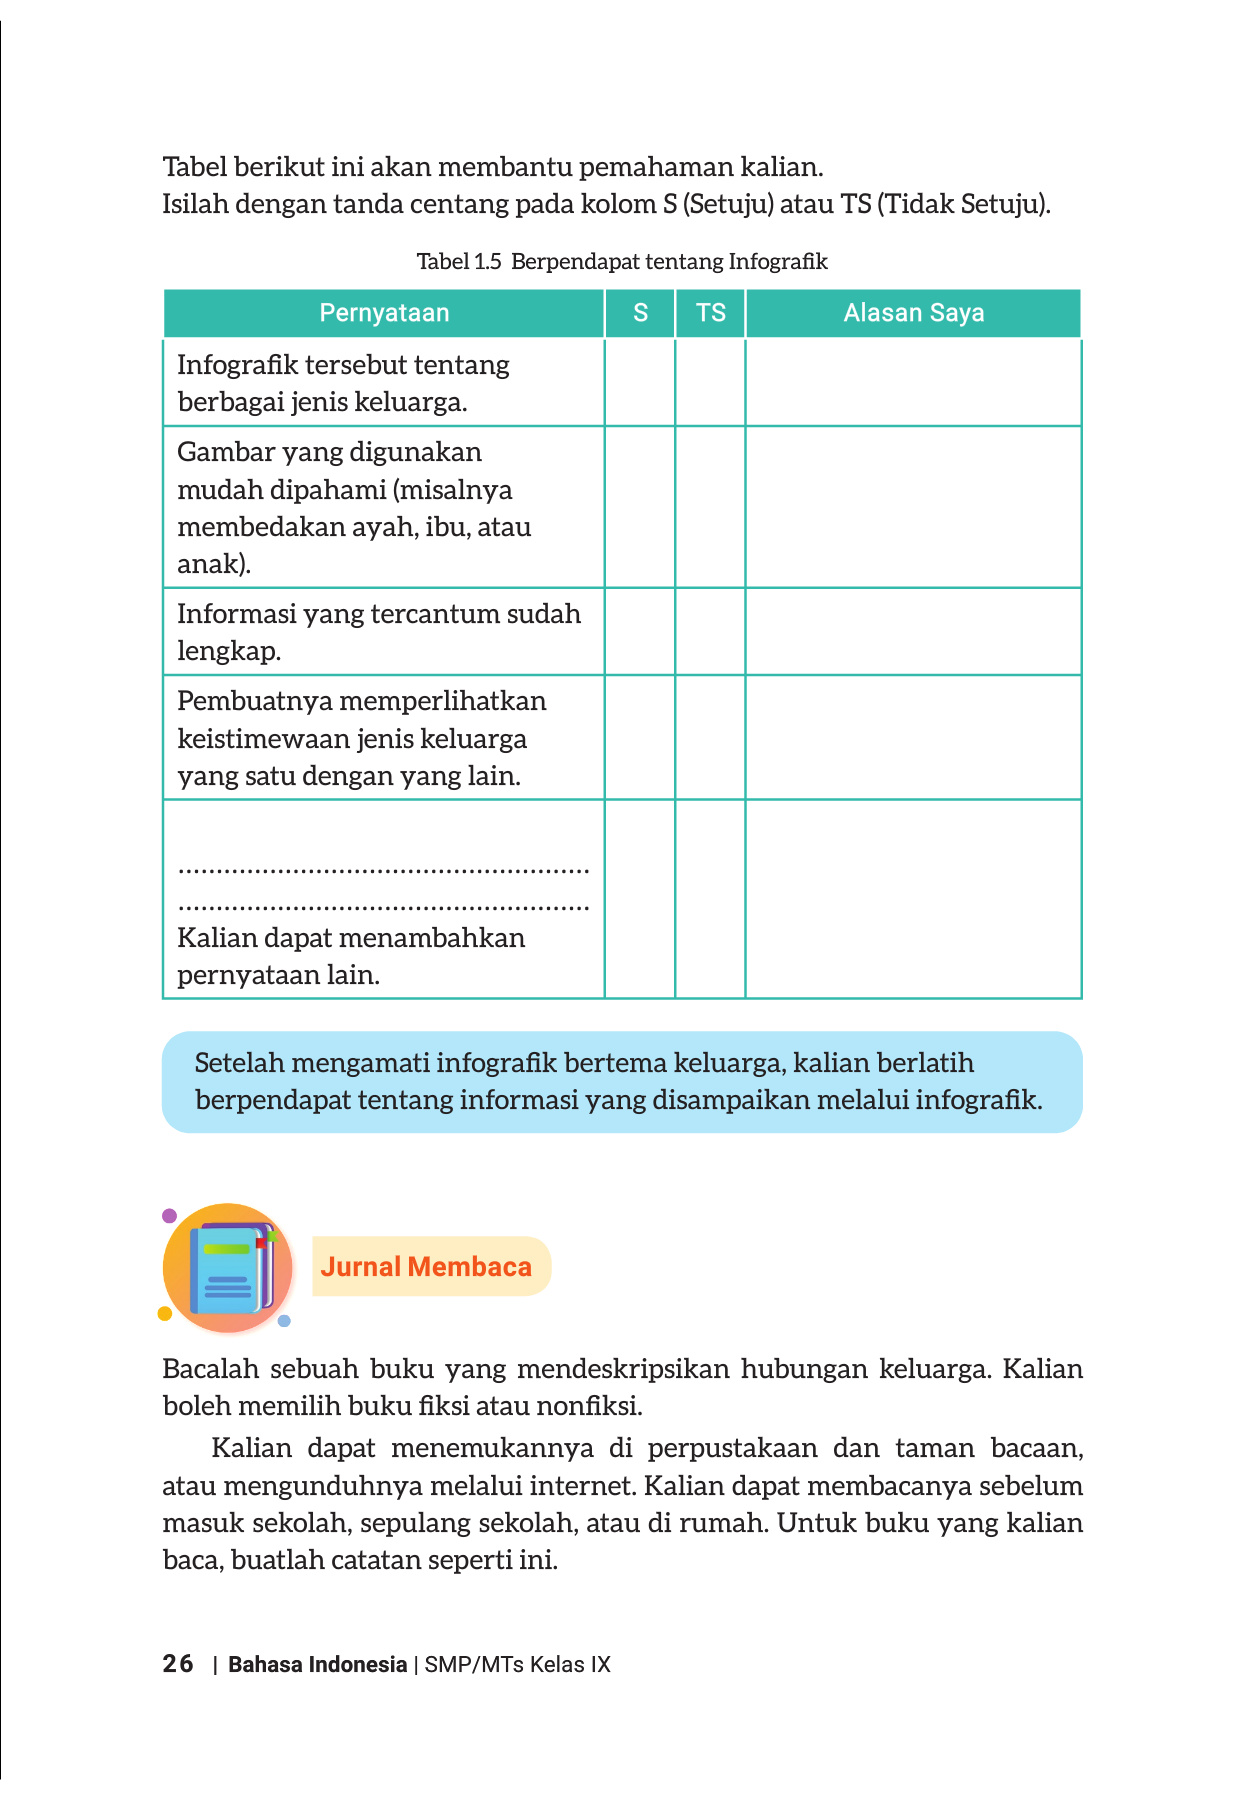 Tabel berikut ini akan membantu pemahaman kalian.
Isilah dengan tanda centang pada kolom S (Setuju) atau TS (Tidak Setuju).
Tabel 1.5 Berpendapat tentang Infografik
Pernyataan S TS Alasan Saya
Infografik tersebut tentang
berbagai jenis keluarga.
Gambar yang digunakan
mudah dipahami (misalnya
membedakan ayah, ibu, atau
anak).
Informasi yang tercantum sudah
lengkap.
Pembuatnya memperlihatkan
keistimewaan jenis keluarga
yang satu dengan yang lain.
......................................................
......................................................
Kalian dapat menambahkan
pernyataan lain.
Setelah mengamati infografik bertema keluarga, kalian berlatih
berpendapat tentang informasi yang disampaikan melalui infografik.
Jurnal Membaca
Bacalah sebuah buku yang mendeskripsikan hubungan keluarga. Kalian
boleh memilih buku fiksi atau nonfiksi.
Kalian dapat menemukannya di perpustakaan dan taman bacaan,
atau mengunduhnya melalui internet. Kalian dapat membacanya sebelum
masuk sekolah, sepulang sekolah, atau di rumah. Untuk buku yang kalian
baca, buatlah catatan seperti ini.
26 | Bahasa Indonesia | SMP/MTs Kelas IX